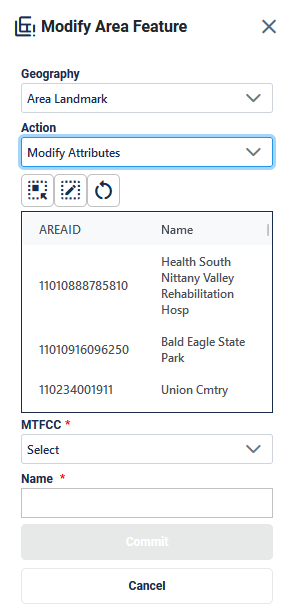 Modify Area Feature
Geography
Area Landmark
Action
Modify Attributes
AREAID Name
11010888785810 Health South
Nittany Valley
Rehabilitation
Hosp
11010916096250 Bald Eagle State
Park
110234001911 Union Cmtry
MTFCC *
Select
Name *
Commit
Cancel